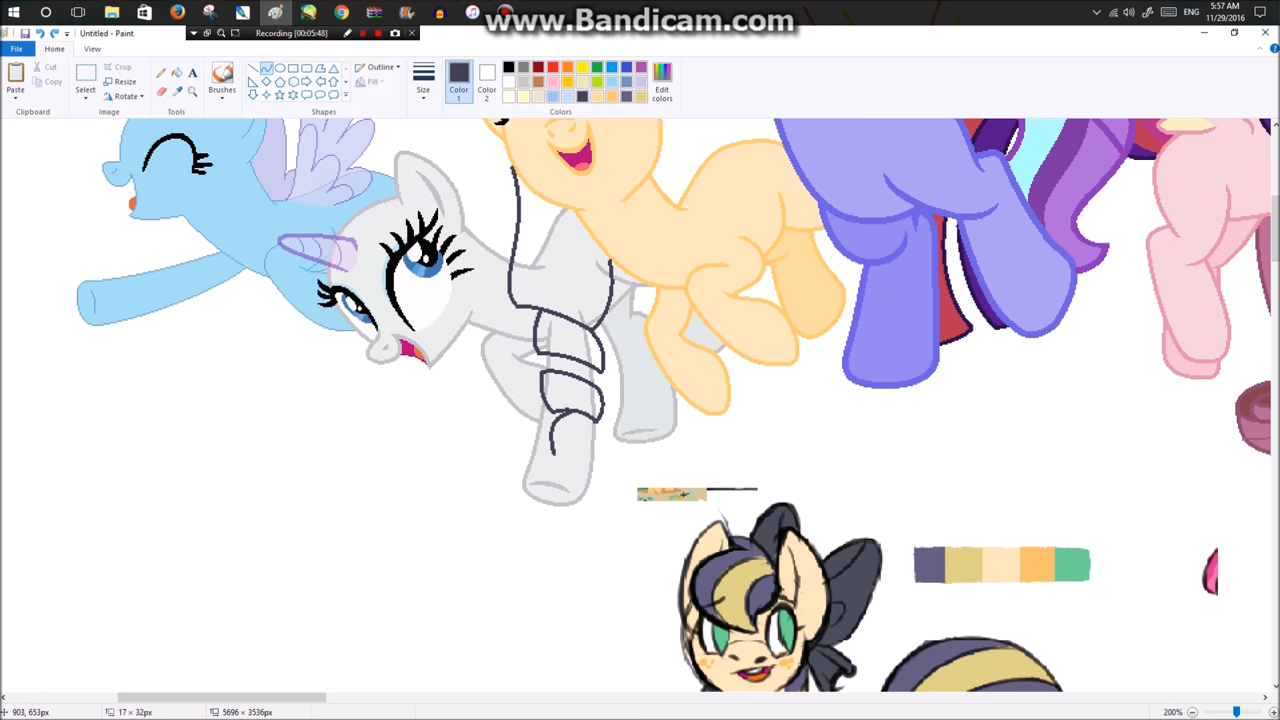 www.Bandicam.com
5:57 AM
ENG
11/29/2016
Untitled - Paint
Recording [00:05:48]
File
Home
View
Paste
Cut
Copy
Clipboard
Select
Crop
Resize
Rotate
Image
A
Tools
Brushes
Outline
Fill
Shapes
Size
Color 1
Color 2
Edit colors
Colors
903, 653px
17 × 32px
5696 × 3536px
200%